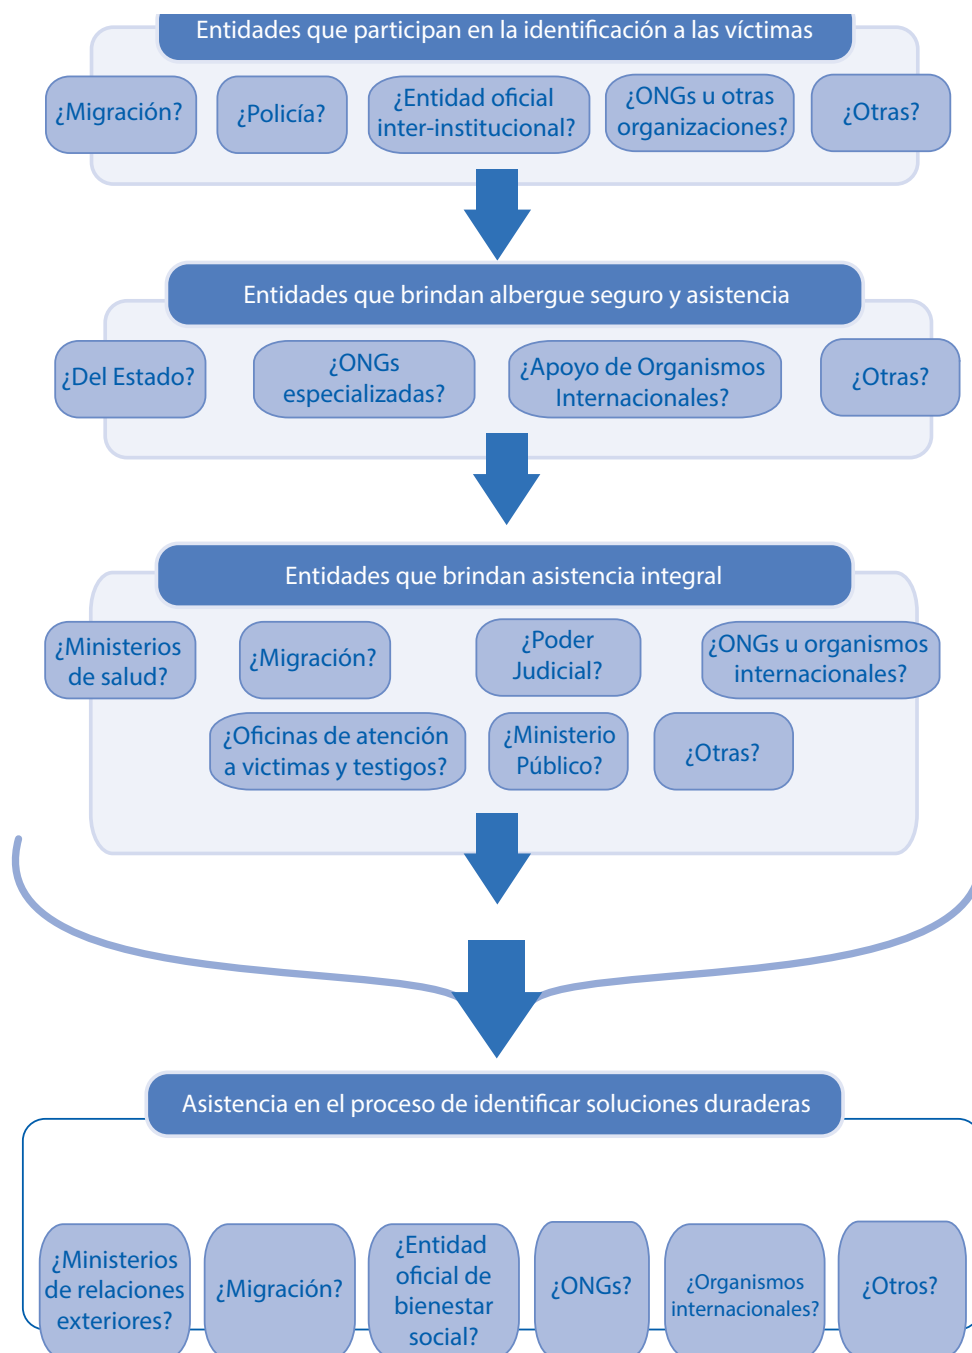 Entidades que participan en la identificación a las víctimas
¿Migración?
¿Policía?
¿Entidad oficial
inter-institucional?
¿ONGs u otras
organizaciones?
¿Otras?
Entidades que brindan albergue seguro y asistencia
¿Del Estado?
¿ONGs
especializadas?
¿Apoyo de Organismos
Internacionales?
¿Otras?
Entidades que brindan asistencia integral
¿Ministerios
de salud?
¿Migración?
¿Poder
Judicial?
¿ONGs u organismos
internacionales?
¿Oficinas de atención
a victimas y testigos?
¿Ministerio
Público?
¿Otras?
Asistencia en el proceso de identificar soluciones duraderas
¿Ministerios
de relaciones
exteriores?
¿Migración?
¿Entidad
oficial de
bienestar
social?
¿ONGs?
¿Organismos
internacionales?
¿Otros?